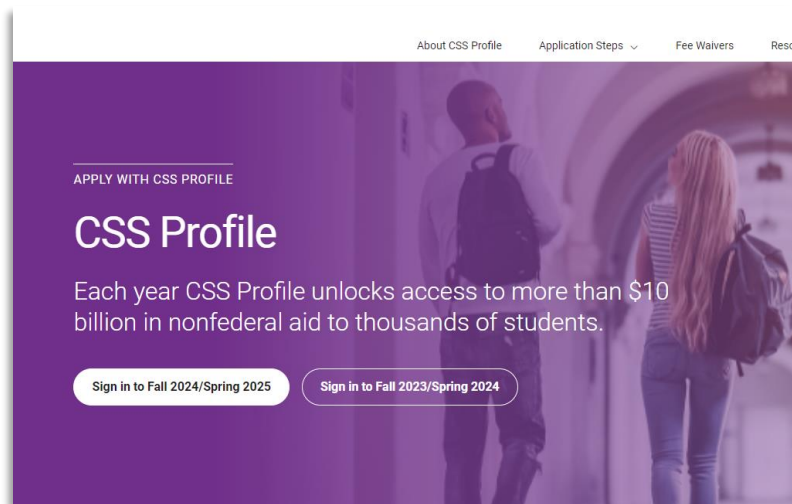 About CSS Profile Application Steps Fee Waivers
APPLY WITH CSS PROFILE
CSS Profile
Each year CSS Profile unlocks access to more than $10
billion in nonfederal aid to thousands of students.
Sign in to Fall 2024/Spring 2025 Sign in to Fall 2023/Spring 2024